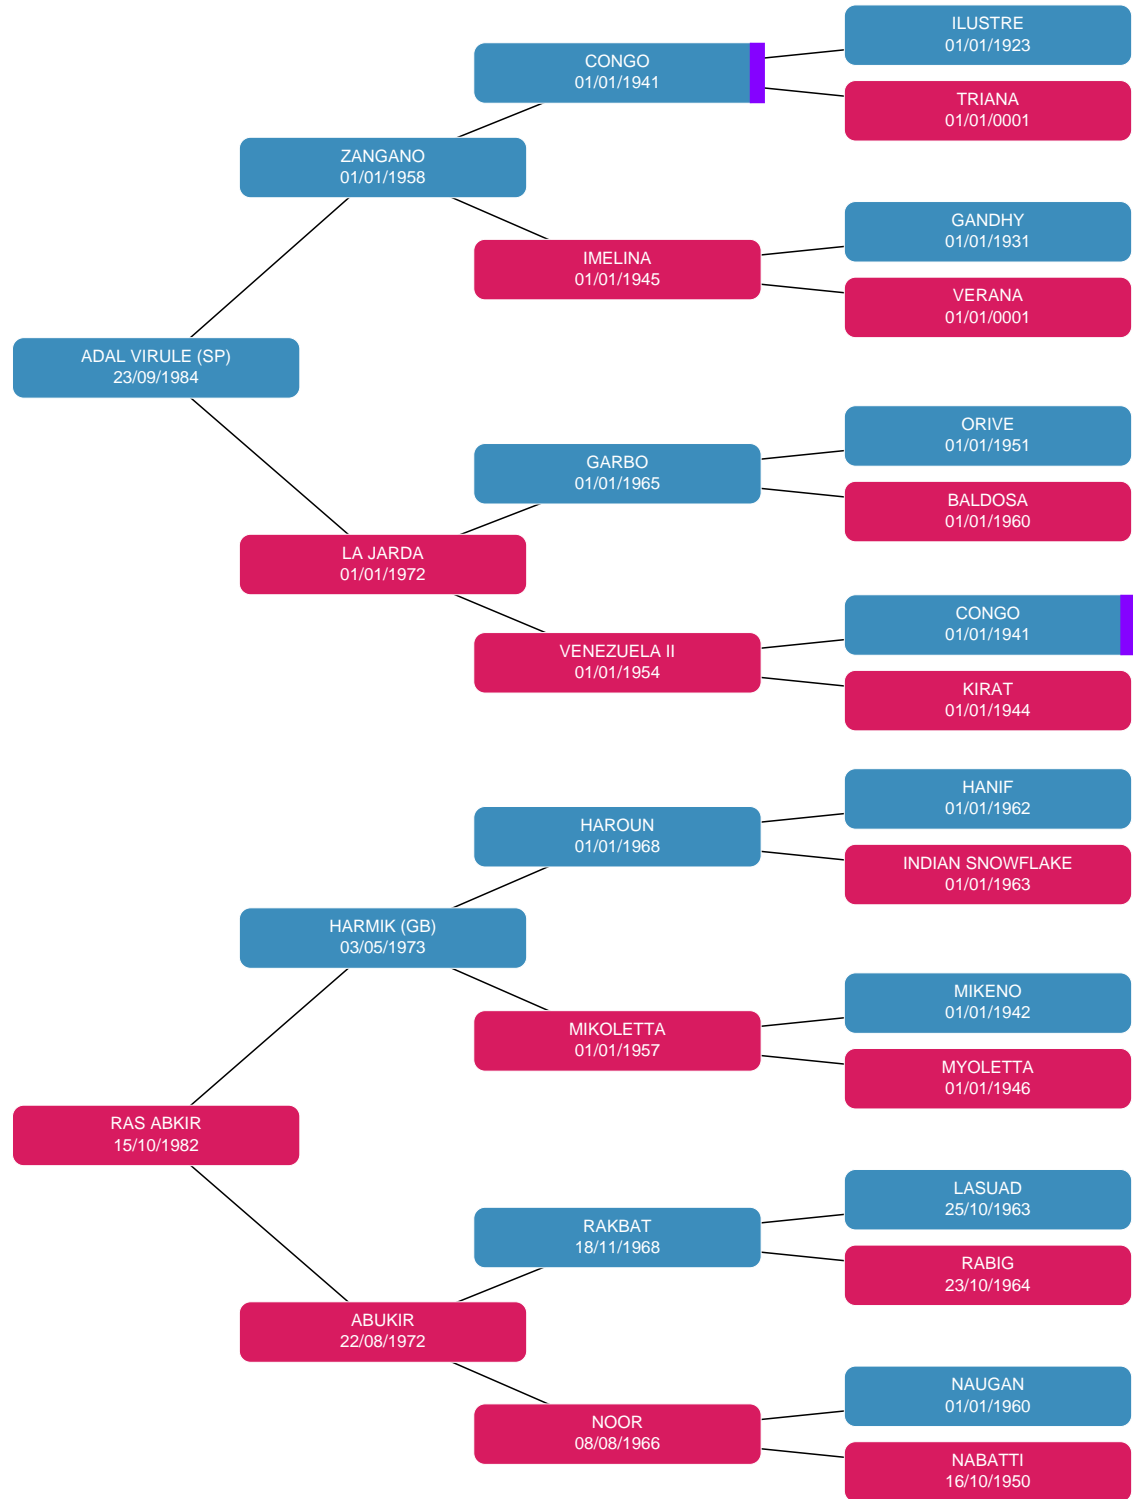 ILUSTRE
01/01/1923
CONGO
01/01/1941
TRIANA
01/01/0001
ZANGANO
01/01/1958
GANDHY
01/01/1931
IMELINA
01/01/1945
VERANA
01/01/0001
ADAL VIRULE (SP)
23/09/1984
ORIVE
01/01/1951
GARBO
01/01/1965
BALDOSA
01/01/1960
LA JARDA
01/01/1972
CONGO
01/01/1941
VENEZUELA II
01/01/1954
KIRAT
01/01/1944
HANIF
01/01/1962
HAROUN
01/01/1968
INDIAN SNOWFLAKE
01/01/1963
HARMIK (GB)
03/05/1973
MIKENO
01/01/1942
MIKOLETTA
01/01/1957
MYOLETTA
01/01/1946
RAS ABKIR
15/10/1982
LASUAD
25/10/1963
RAKBAT
18/11/1968
RABIG
23/10/1964
ABUKIR
22/08/1972
NAUGAN
01/01/1960
NOOR
08/08/1966
NABATTI
16/10/1950